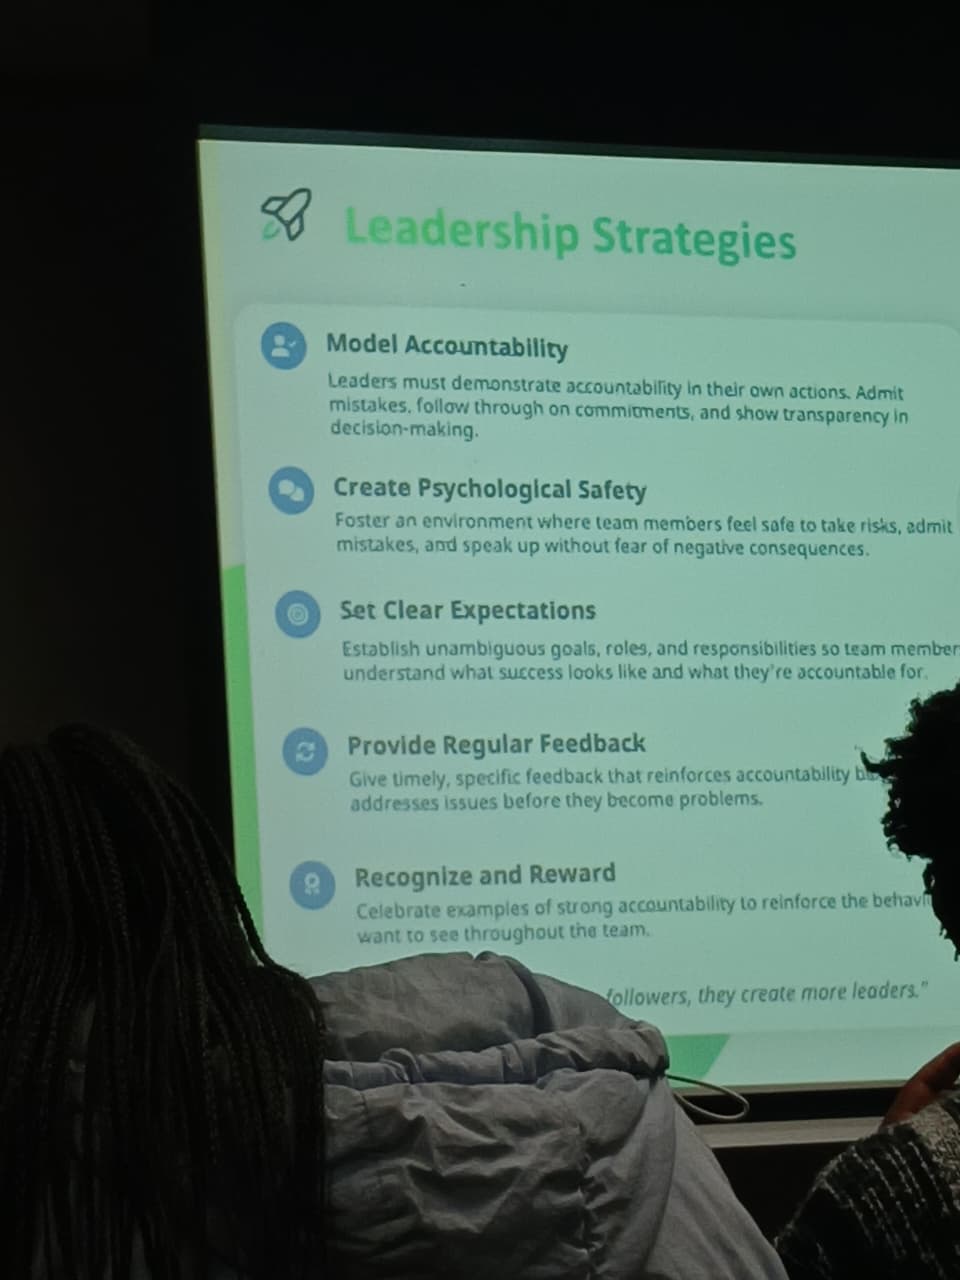 Leadership Strategies
Model Accountability
Leaders must demonstrate accountability in their own actions. Admit
mistakes, follow through on commitments, and show transparency in
decision-making.
Create Psychological Safety
Foster an environment where team members feel safe to take risks, admit
mistakes, and speak up without fear of negative consequences.
Set Clear Expectations
Establish unambiguous goals, roles, and responsibilities so team member
understand what success looks like and what they're accountable for.
Provide Regular Feedback
Give timely, specific feedback that reinforces accountability
addresses issues before they become problems.
Recognize and Reward
Celebrate examples of strong accountability to reinforce the
want to see throughout the team.
followers, they create more leaders."